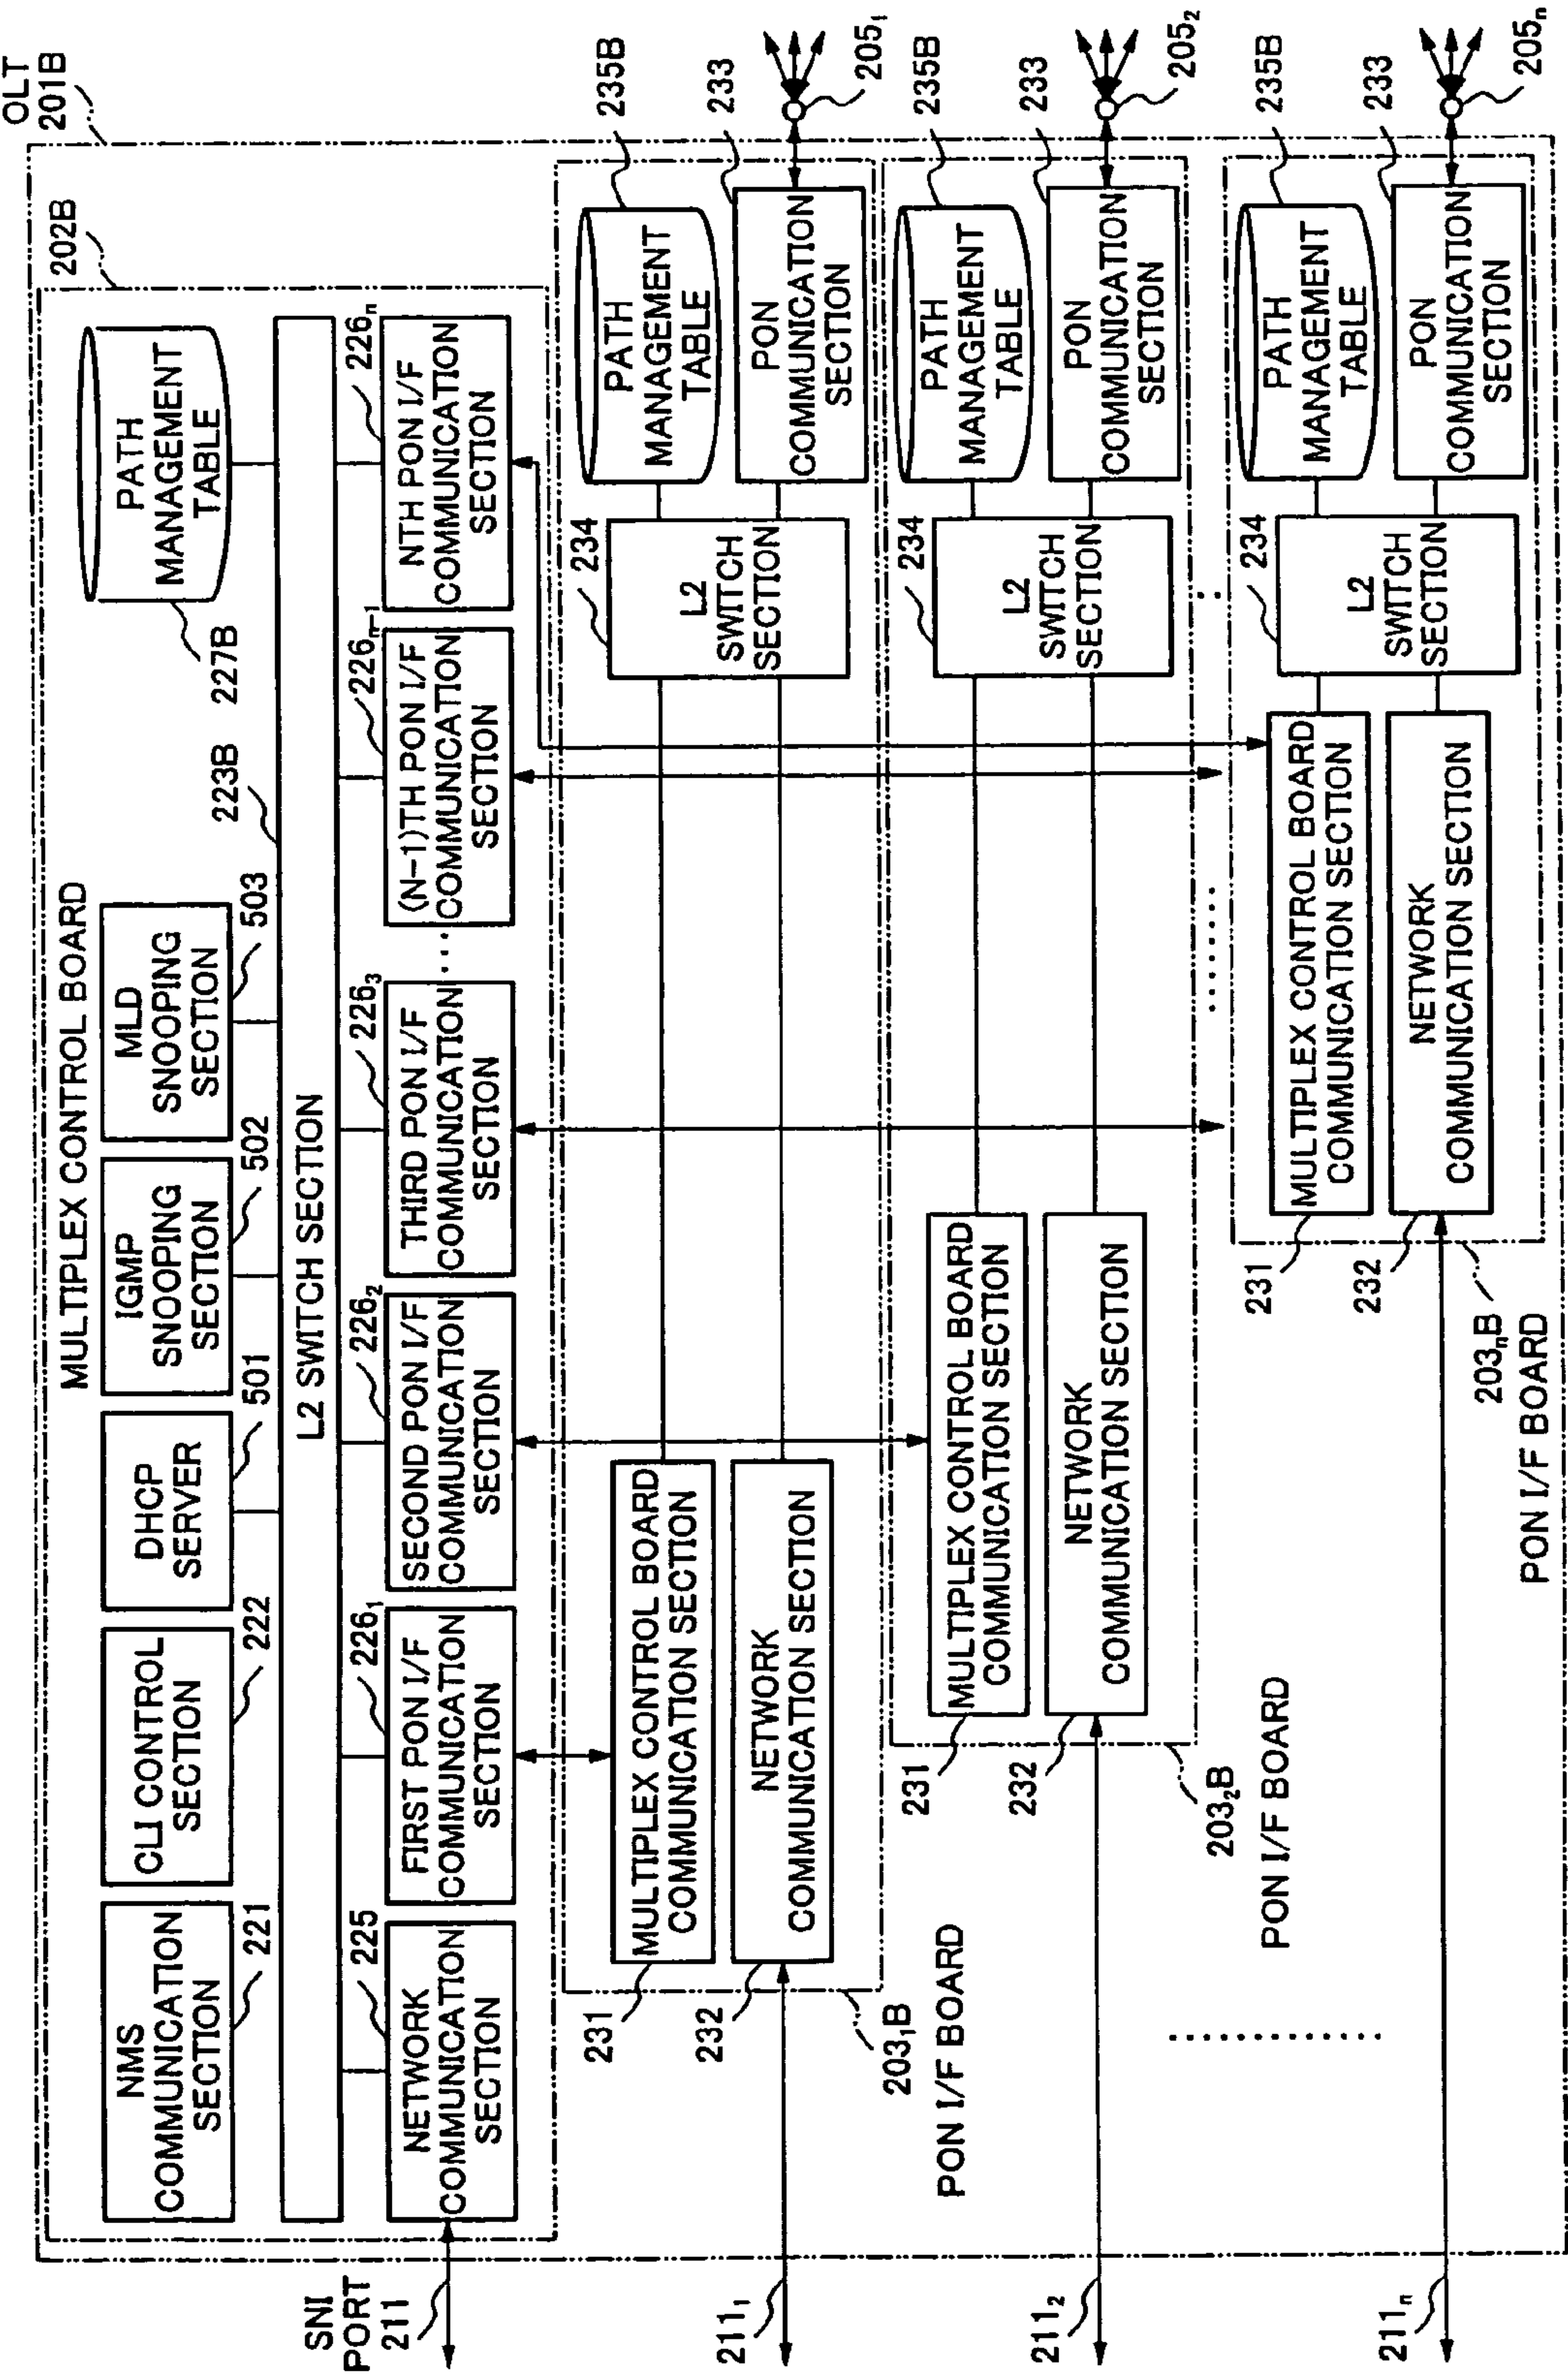 OLT
201B
202B
MULTIPLEX CONTROL BOARD
NMS
COMMUNICATION
SECTION
221
CLI CONTROL
SECTION
222
DHCP
SERVER
501
IGMP
SNOOPING
SECTION
502
MLD
SNOOPING
SECTION
503
PATH
MANAGEMENT
TABLE
227B
223B
L2 SWITCH SECTION
SNI
PORT
211
NETWORK
COMMUNICATION
SECTION
225
FIRST PON I/F
COMMUNICATION
SECTION
226₁
SECOND PON I/F
COMMUNICATION
SECTION
226₂
THIRD PON I/F
COMMUNICATION
SECTION
226₃
(N-1)TH PON I/F
COMMUNICATION
SECTION
226ₙ₋₁
NTH PON I/F
COMMUNICATION
SECTION
226ₙ
MULTIPLEX CONTROL BOARD
COMMUNICATION SECTION
231
NETWORK
COMMUNICATION SECTION
232
L2
SWITCH
SECTION
234
PATH
MANAGEMENT
TABLE
235B
PON
COMMUNICATION
SECTION
233
205₁
211₁
203₁B
PON I/F BOARD
MULTIPLEX CONTROL BOARD
COMMUNICATION SECTION
231
NETWORK
COMMUNICATION SECTION
232
L2
SWITCH
SECTION
234
PATH
MANAGEMENT
TABLE
235B
PON
COMMUNICATION
SECTION
233
205₂
211₂
203₂B
PON I/F BOARD
MULTIPLEX CONTROL BOARD
COMMUNICATION SECTION
231
NETWORK
COMMUNICATION SECTION
232
L2
SWITCH
SECTION
234
PATH
MANAGEMENT
TABLE
235B
PON
COMMUNICATION
SECTION
233
205ₙ
211ₙ
203ₙB
PON I/F BOARD